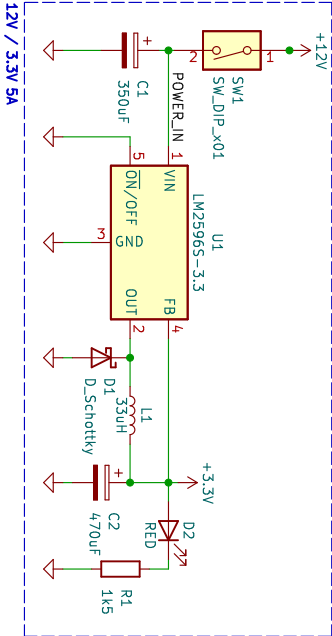 12V / 3.3V 5A
+12V
SW1
SW_DIP_x01
1
2
POWER_IN
C1
350uF
+
U1
LM2596S-3.3
1
VIN
5
ON/OFF
3
GND
FB
4
OUT
2
D1
D_Schottky
L1
33uH
+3.3V
C2
470uF
+
D2
RED
R1
1k5